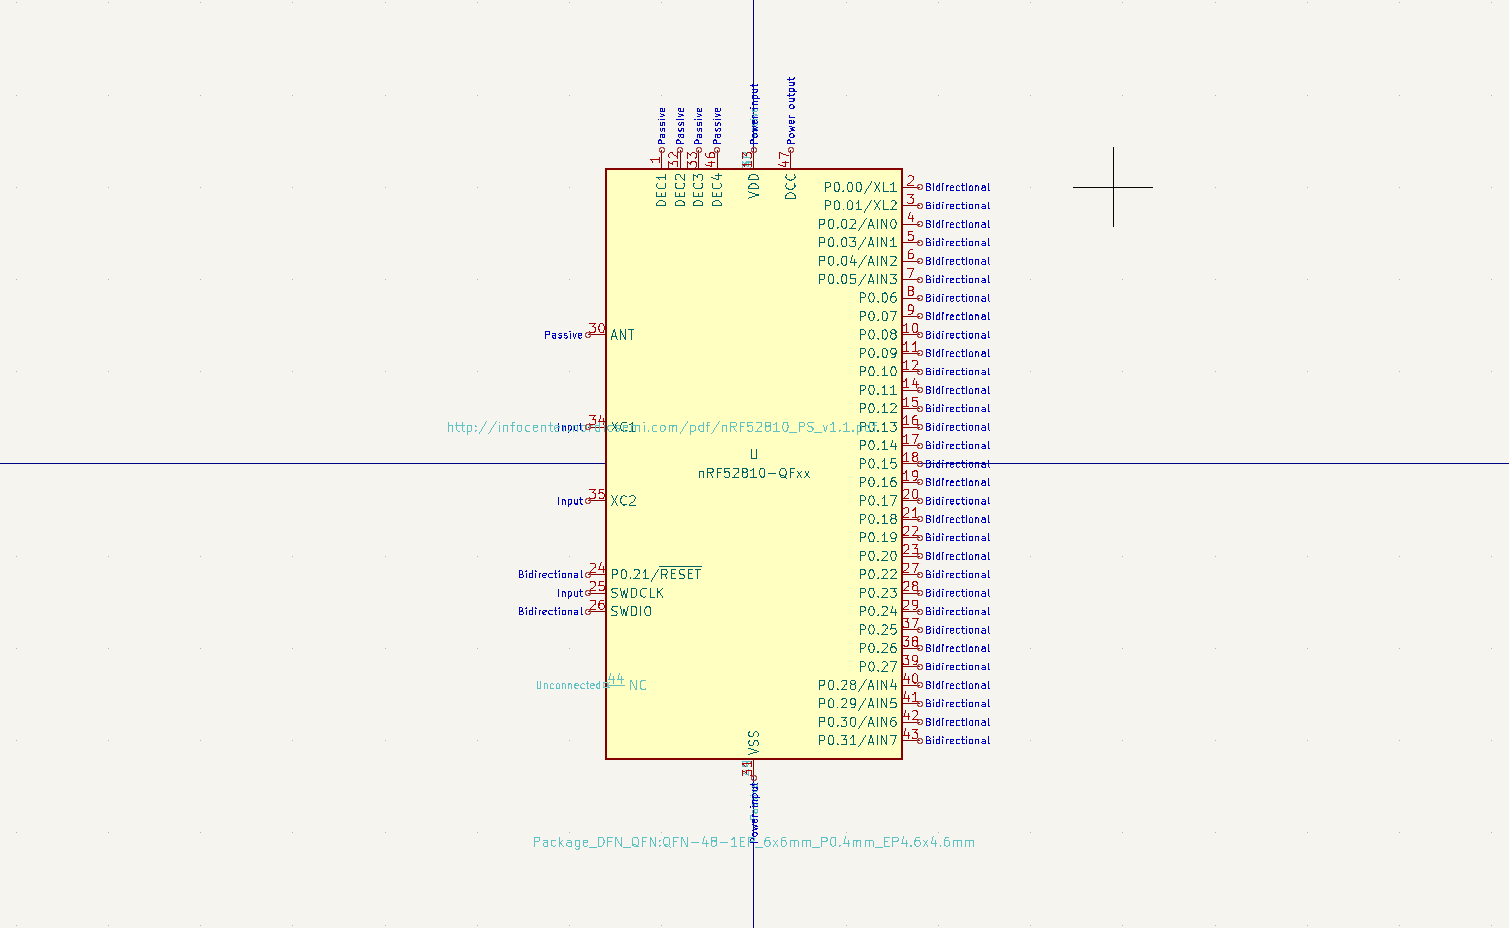 Passive
Passive
Passive
Passive
Power input
Power output
1
32
33
46
13
47
DEC1
DEC2
DEC3
DEC4
VDD
DCC
P0.00/XL1 2 Bidirectional
P0.01/XL2 3 Bidirectional
P0.02/AIN0 4 Bidirectional
P0.03/AIN1 5 Bidirectional
P0.04/AIN2 6 Bidirectional
P0.05/AIN3 7 Bidirectional
P0.06 8 Bidirectional
P0.07 9 Bidirectional
Passive 30 ANT P0.08 10 Bidirectional
P0.09 11 Bidirectional
P0.10 12 Bidirectional
P0.11 14 Bidirectional
P0.12 15 Bidirectional
Input 34 XC1 P0.13 16 Bidirectional
http://infocenter.nordicsemi.com/pdf/nRF52810_PS_v1.1.pdf
P0.14 17 Bidirectional
U
P0.15 18 Bidirectional
nRF52810-QFxx
P0.16 19 Bidirectional
Input 35 XC2 P0.17 20 Bidirectional
P0.18 21 Bidirectional
P0.19 22 Bidirectional
P0.20 23 Bidirectional
Bidirectional 24 P0.21/RESET P0.22 27 Bidirectional
Input 25 SWDCLK P0.23 28 Bidirectional
Bidirectional 26 SWDIO P0.24 29 Bidirectional
P0.25 37 Bidirectional
P0.26 38 Bidirectional
P0.27 39 Bidirectional
Unconnected 44 NC P0.28/AIN4 40 Bidirectional
P0.29/AIN5 41 Bidirectional
P0.30/AIN6 42 Bidirectional
P0.31/AIN7 43 Bidirectional
VSS
31
Power input
Package_DFN_QFN:QFN-48-1EP_6x6mm_P0.4mm_EP4.6x4.6mm